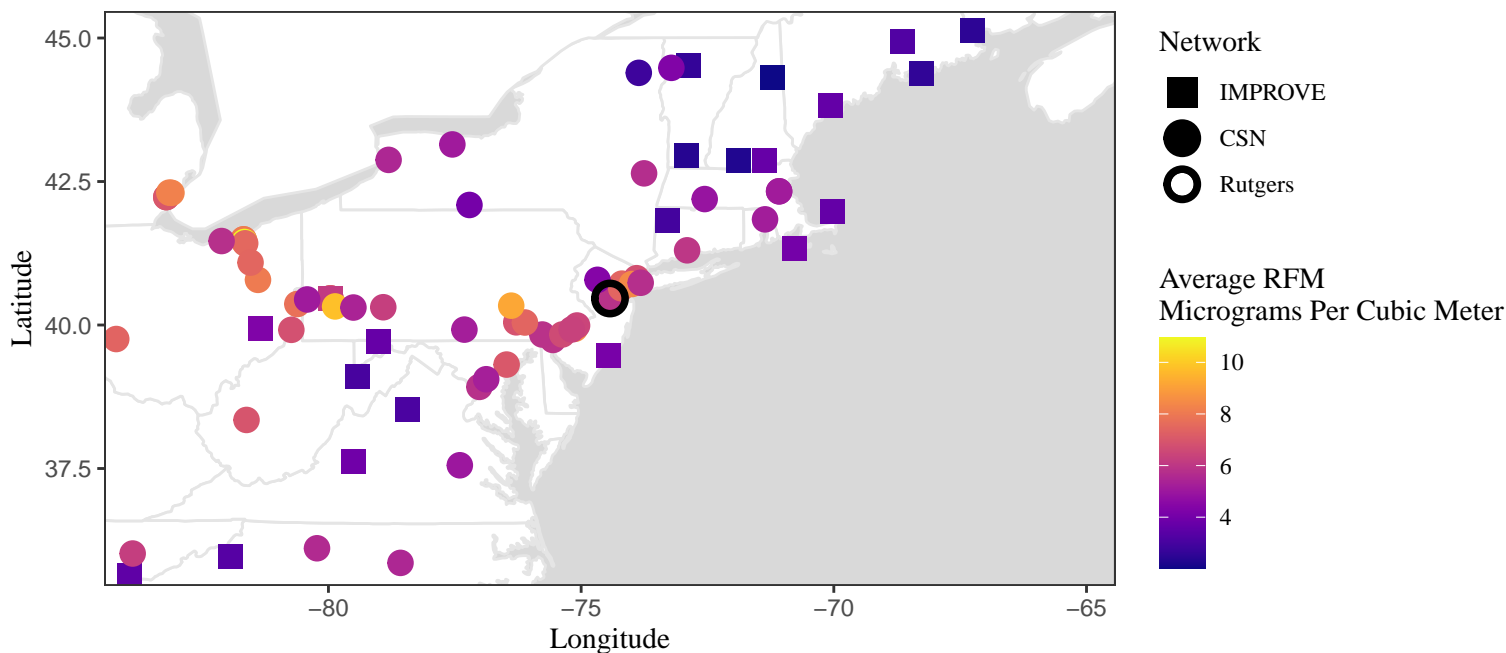 45.0
42.5
40.0
37.5
Latitude
−80
−75
−70
−65
Longitude
Network
IMPROVE
CSN
Rutgers
Average RFM
Micrograms Per Cubic Meter
10
8
6
4